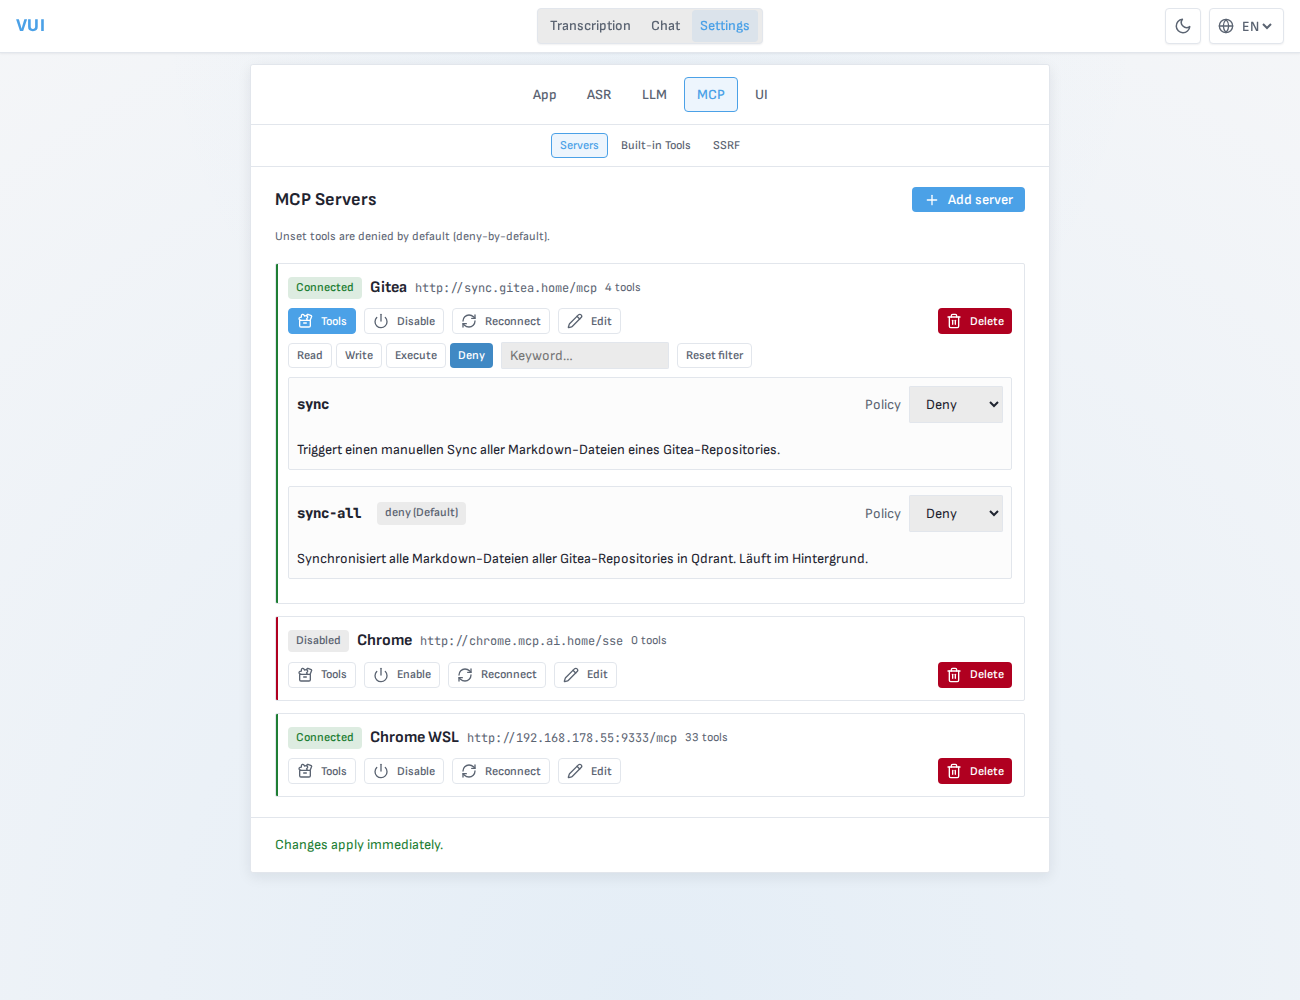 VUI
Transcription Chat Settings
EN
App ASR LLM MCP UI
Servers Built-in Tools SSRF
MCP Servers
Add server
Unset tools are denied by default (deny-by-default).
Connected Gitea http://sync.gitea.home/mcp 4 tools
Tools Disable Reconnect Edit Delete
Read Write Execute Deny Keyword... Reset filter
sync Policy Deny
Triggert einen manuellen Sync aller Markdown-Dateien eines Gitea-Repositories.
sync-all deny (Default) Policy Deny
Synchronisiert alle Markdown-Dateien aller Gitea-Repositories in Qdrant. Läuft im Hintergrund.
Disabled Chrome http://chrome.mcp.ai.home/sse 0 tools
Tools Enable Reconnect Edit Delete
Connected Chrome WSL http://192.168.178.55:9333/mcp 33 tools
Tools Disable Reconnect Edit Delete
Changes apply immediately.